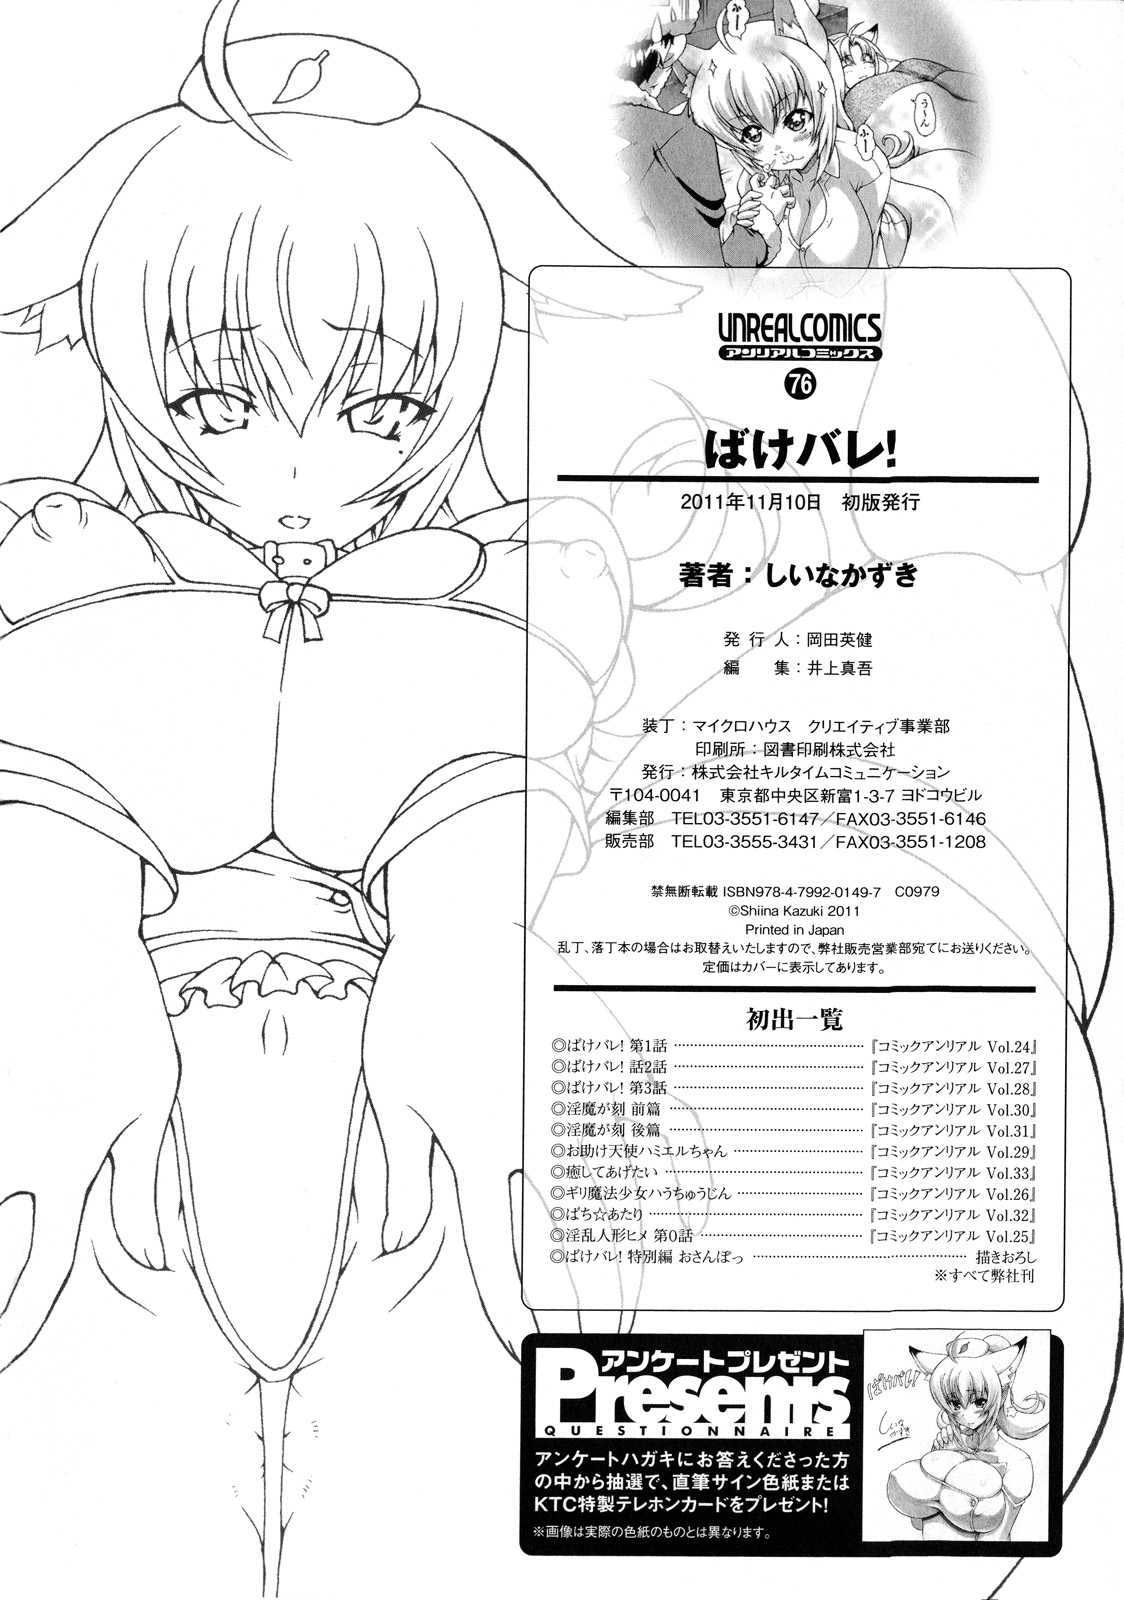 ふー
ふー
う～ん
UNREALCOMICS
アンリアルコミックス
76
ばけバレ!
2011年11月10日　初版発行
著者：しいなかずき
発行人：岡田英健
編　集：井上真吾
装丁：マイクロハウス　クリエイティブ事業部
印刷所：図書印刷株式会社
発行：株式会社キルタイムコミュニケーション
〒104-0041　東京都中央区新富1-3-7 ヨドコウビル
編集部　TEL03-3551-6147／FAX03-3551-6146
販売部　TEL03-3555-3431／FAX03-3551-1208
禁無断転載 ISBN978-4-7992-0149-7　C0979
©Shiina Kazuki 2011
Printed in Japan
乱丁、落丁本の場合はお取替えいたしますので、弊社販売営業部宛てにお送りください。
定価はカバーに表示してあります。
初出一覧
◎ばけバレ! 第1話 ……………………『コミックアンリアル Vol.24』
◎ばけバレ! 話2話 ……………………『コミックアンリアル Vol.27』
◎ばけバレ! 第3話 ……………………『コミックアンリアル Vol.28』
◎淫魔が刻 前篇 ……………………『コミックアンリアル Vol.30』
◎淫魔が刻 後篇 ……………………『コミックアンリアル Vol.31』
◎お助け天使ハミエルちゃん ……………『コミックアンリアル Vol.29』
◎癒してあげたい ……………………『コミックアンリアル Vol.33』
◎ギリ魔法少女ハうちゅうじん ……………『コミックアンリアル Vol.26』
◎ばち☆あたり ……………………『コミックアンリアル Vol.32』
◎淫乱人形ヒメ 第0話 …………………『コミックアンリアル Vol.25』
◎ばけバレ! 特別編 おさんぽっ …………………… 描きおろし
※すべて弊社刊
アンケートプレゼント
Presents
QUESTIONNAIRE
アンケートハガキにお答えくださった方
の中から抽選で、直筆サイン色紙または
KTC特製テレホンカードをプレゼント!
※画像は実際の色紙のものとは異なります。
ばけバレ!
しいな
かずき